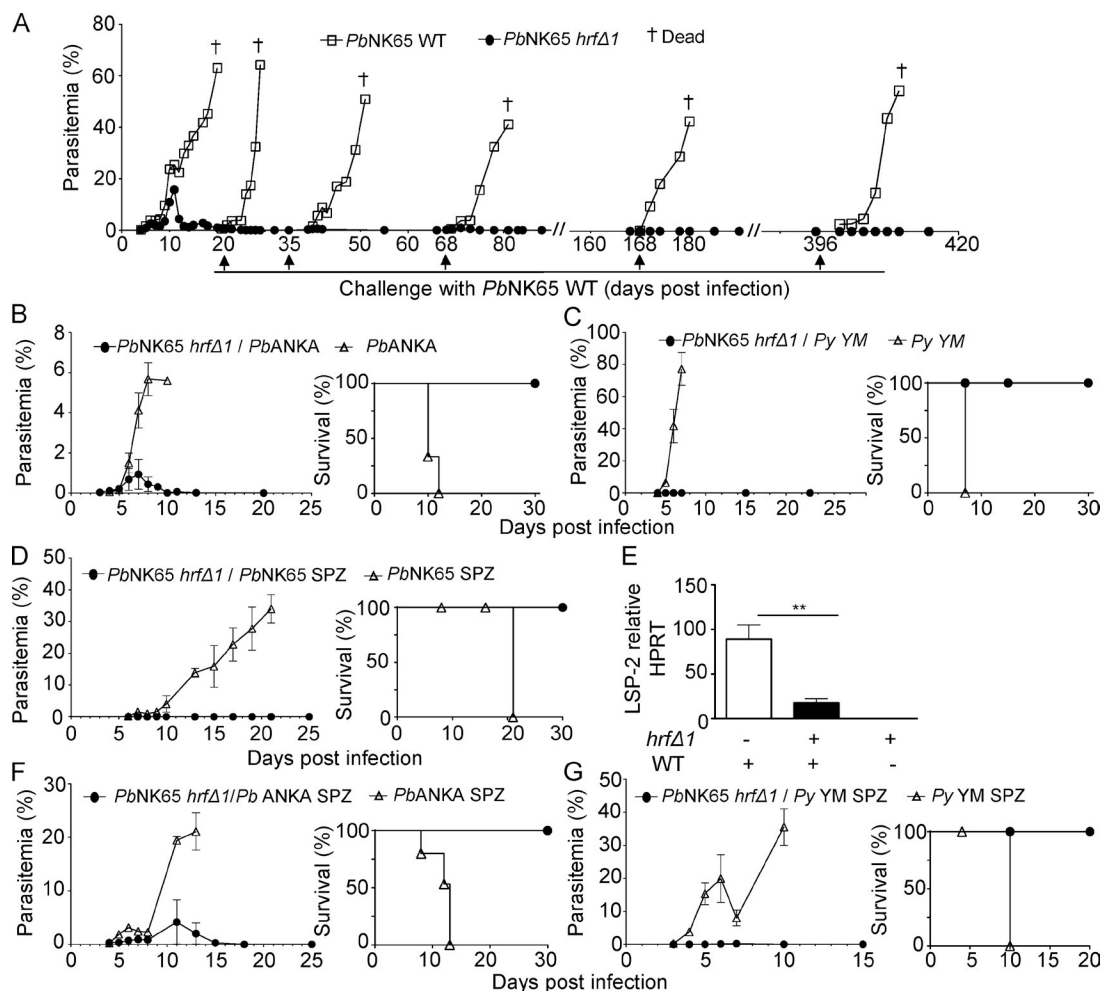 A
80
60
40
20
0
Parasitemia (%)
PbNK65 WT
PbNK65 hrfΔ1
† Dead
† † † † † †
0 10 20 35 50 60 68 80 // 160 168 180 // 396 420
Challenge with PbNK65 WT (days post infection)
B
PbNK65 hrfΔ1 / PbANKA
PbANKA
Parasitemia (%)
8
6
4
2
0
0 5 10 15 20 25
Survival (%)
100
50
0
0 10 20 30
C
PbNK65 hrfΔ1 / Py YM
Py YM
Parasitemia (%)
100
80
60
40
20
0
0 5 10 15 20 25 30
Survival (%)
100
50
0
0 10 20 30
Days post infection
D
PbNK65 hrfΔ1 / PbNK65 SPZ
PbNK65 SPZ
Parasitemia (%)
50
40
30
20
10
0
0 5 10 15 20 25
Survival (%)
100
50
0
0 10 20 30
Days post infection
E
LSP-2 relative
HPRT
150
100
50
0
**
hrfΔ1 - + +
WT + + -
F
PbNK65 hrfΔ1/Pb ANKA SPZ
PbANKA SPZ
Parasitemia (%)
30
20
10
0
0 5 10 15 20 25
Survival (%)
100
50
0
0 10 20 30
Days post infection
G
PbNK65 hrfΔ1 / Py YM SPZ
Py YM SPZ
Parasitemia (%)
50
40
30
20
10
0
0 5 10 15
Survival (%)
100
50
0
0 5 10 15 20
Days post infection